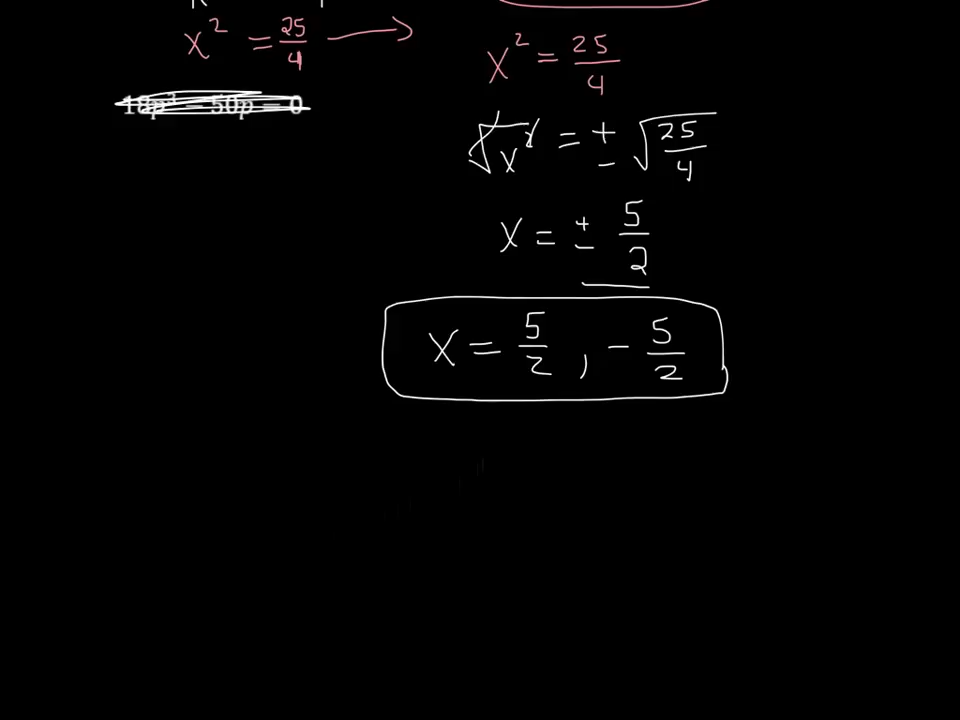 x² = 25/4 →
x² = 25/4
√x² = ± √25/4
x = ± 5/2
x = 5/2 , - 5/2